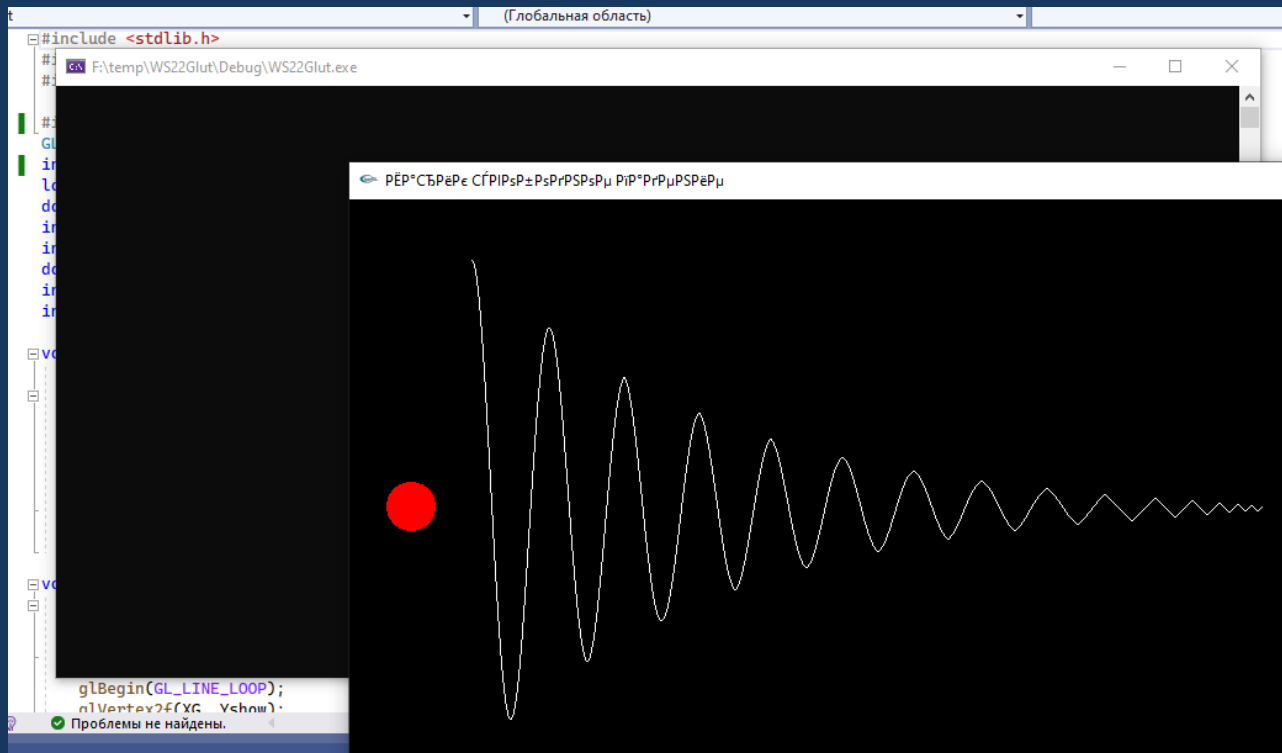 t
(Глобальная область)
#include <stdlib.h>
F:\temp\WS22Glut\Debug\WS22Glut.exe
РЁР°СЂРёРє СЃРІРѕР±РѕРґРЅРѕРµ РїР°РґРµРЅРёРµ
glBegin(GL_LINE_LOOP);
glVertex2f(XG, Yshow);
Проблемы не найдены.